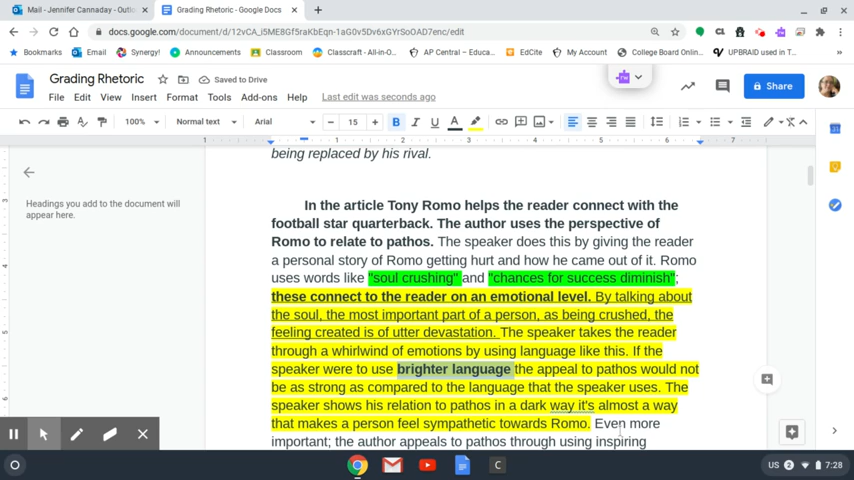 Mail - Jennifer Cannaday - Outlo
Grading Rhetoric - Google Docs
docs.google.com/document/d/12vCA_i5ME8Gf5raKbEqn-1aG0v5Dv6xGYrSoOAD7enc/edit
Bookmarks Email Synergy! Announcements Classroom Classcraft - All-in-O... AP Central – Educa... EdCite My Account College Board Onlin... UPBRAID used in T...
Grading Rhetoric
Saved to Drive
Share
File Edit View Insert Format Tools Add-ons Help Last edit was seconds ago
100% Normal text Arial 15
1 1 2 3 4 5 6 7
being replaced by his rival.
Headings you add to the document will
appear here.
In the article Tony Romo helps the reader connect with the
football star quarterback. The author uses the perspective of
Romo to relate to pathos. The speaker does this by giving the reader
a personal story of Romo getting hurt and how he came out of it. Romo
uses words like "soul crushing" and "chances for success diminish";
these connect to the reader on an emotional level. By talking about
the soul, the most important part of a person, as being crushed, the
feeling created is of utter devastation. The speaker takes the reader
through a whirlwind of emotions by using language like this. If the
speaker were to use brighter language the appeal to pathos would not
be as strong as compared to the language that the speaker uses. The
speaker shows his relation to pathos in a dark way it's almost a way
that makes a person feel sympathetic towards Romo. Even more
important; the author appeals to pathos through using inspiring
C
US 2 7:28